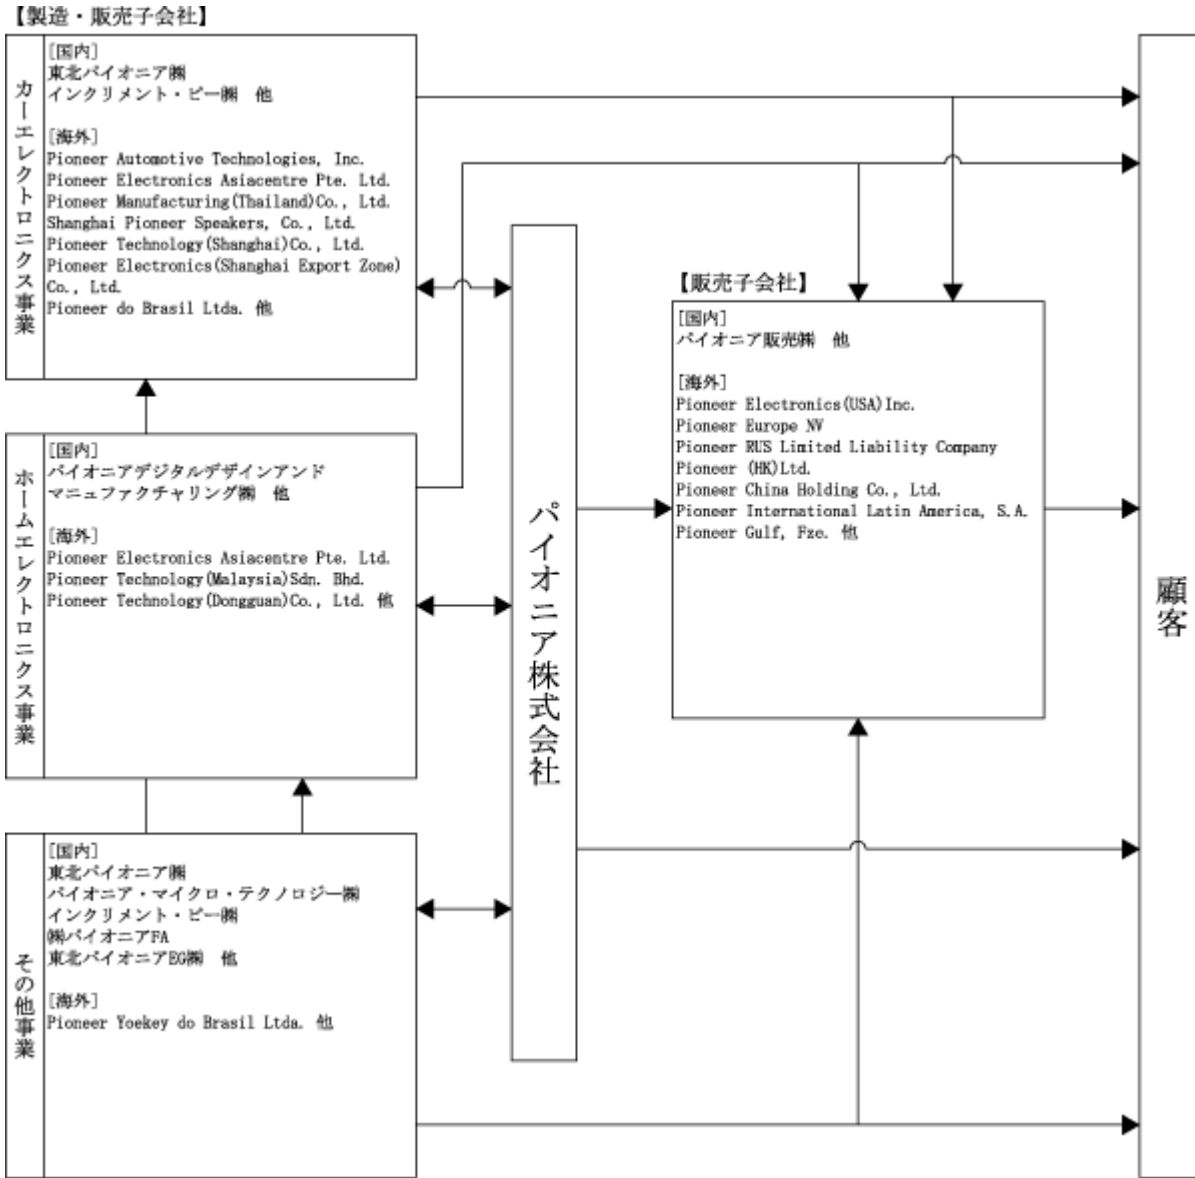 【製造・販売子会社】
カーエレクトロニクス事業
[国内]
東北パイオニア㈱
インクリメント・ピー㈱　他
[海外]
Pioneer Automotive Technologies, Inc.
Pioneer Electronics Asiacentre Pte. Ltd.
Pioneer Manufacturing(Thailand)Co., Ltd.
Shanghai Pioneer Speakers, Co., Ltd.
Pioneer Technology(Shanghai)Co., Ltd.
Pioneer Electronics(Shanghai Export Zone)
Co., Ltd.
Pioneer do Brasil Ltda. 他
ホームエレクトロニクス事業
[国内]
パイオニアデジタルデザインアンド
マニュファクチャリング㈱　他
[海外]
Pioneer Electronics Asiacentre Pte. Ltd.
Pioneer Technology(Malaysia)Sdn. Bhd.
Pioneer Technology(Dongguan)Co., Ltd. 他
その他事業
[国内]
東北パイオニア㈱
パイオニア・マイクロ・テクノロジー㈱
インクリメント・ピー㈱
㈱パイオニアFA
東北パイオニアEG㈱　他
[海外]
Pioneer Yoekey do Brasil Ltda. 他
パイオニア株式会社
【販売子会社】
[国内]
パイオニア販売㈱　他
[海外]
Pioneer Electronics(USA)Inc.
Pioneer Europe NV
Pioneer RUS Limited Liability Company
Pioneer (HK)Ltd.
Pioneer China Holding Co., Ltd.
Pioneer International Latin America, S.A.
Pioneer Gulf, Fze. 他
顧客